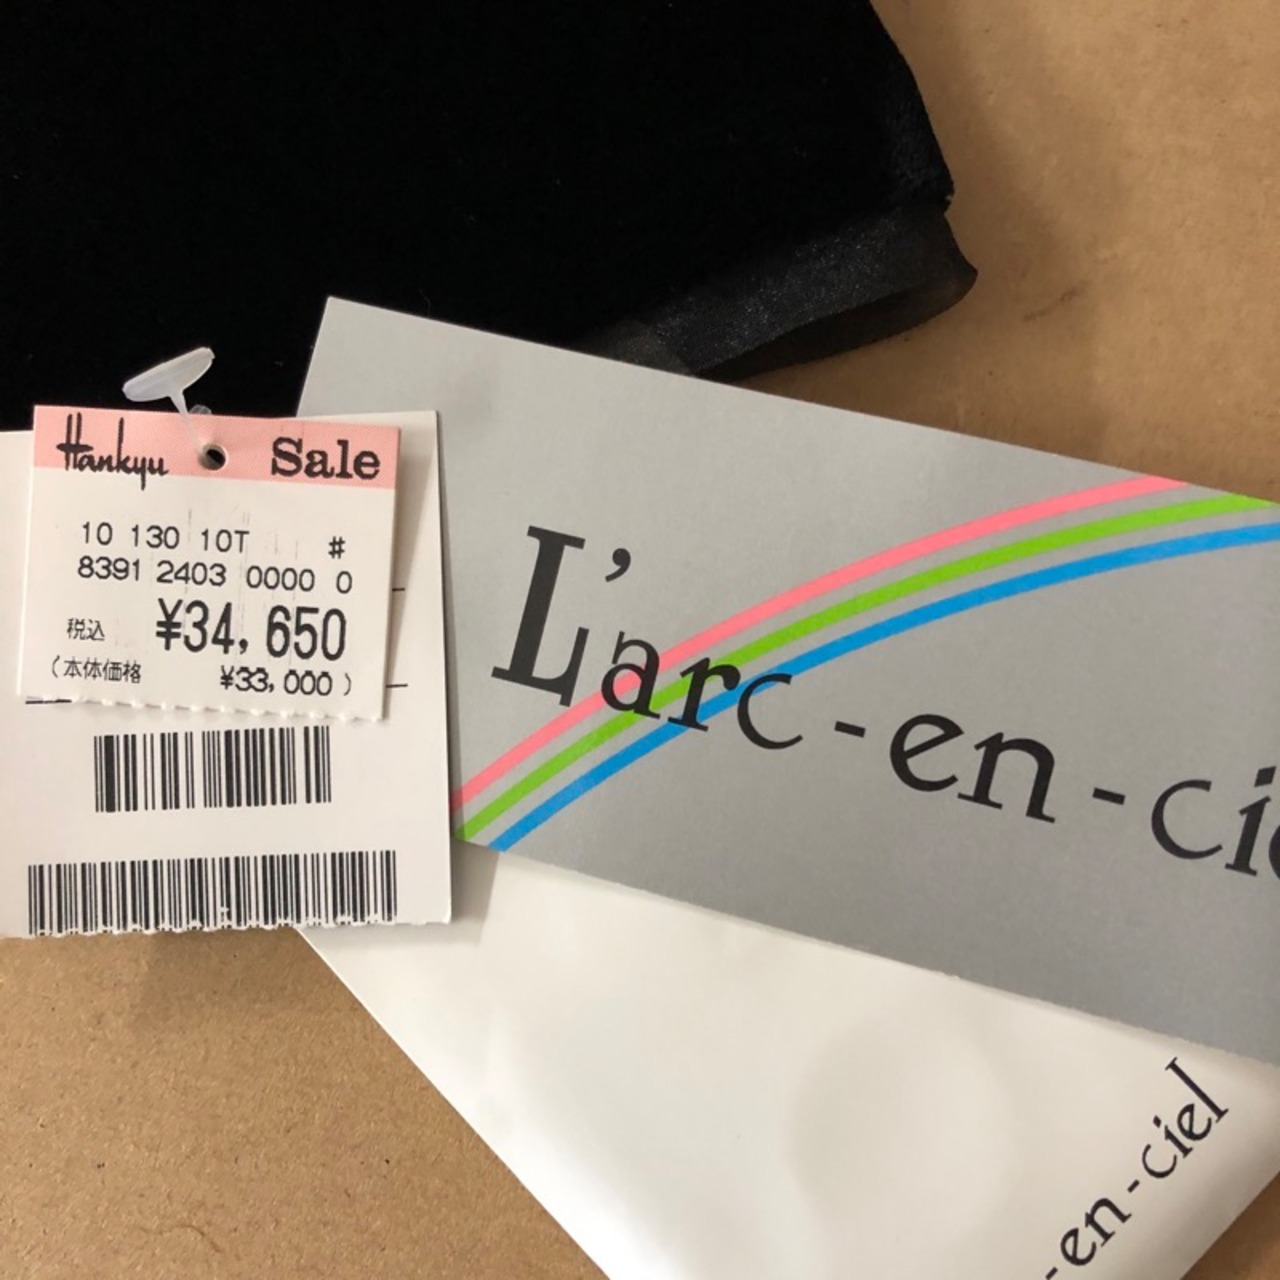 Hankyu Sale
10 130 10T #
8391 2403 0000 0
税込 ¥34,650
(本体価格 ¥33,000)
L'arc-en-cie
-en-ciel